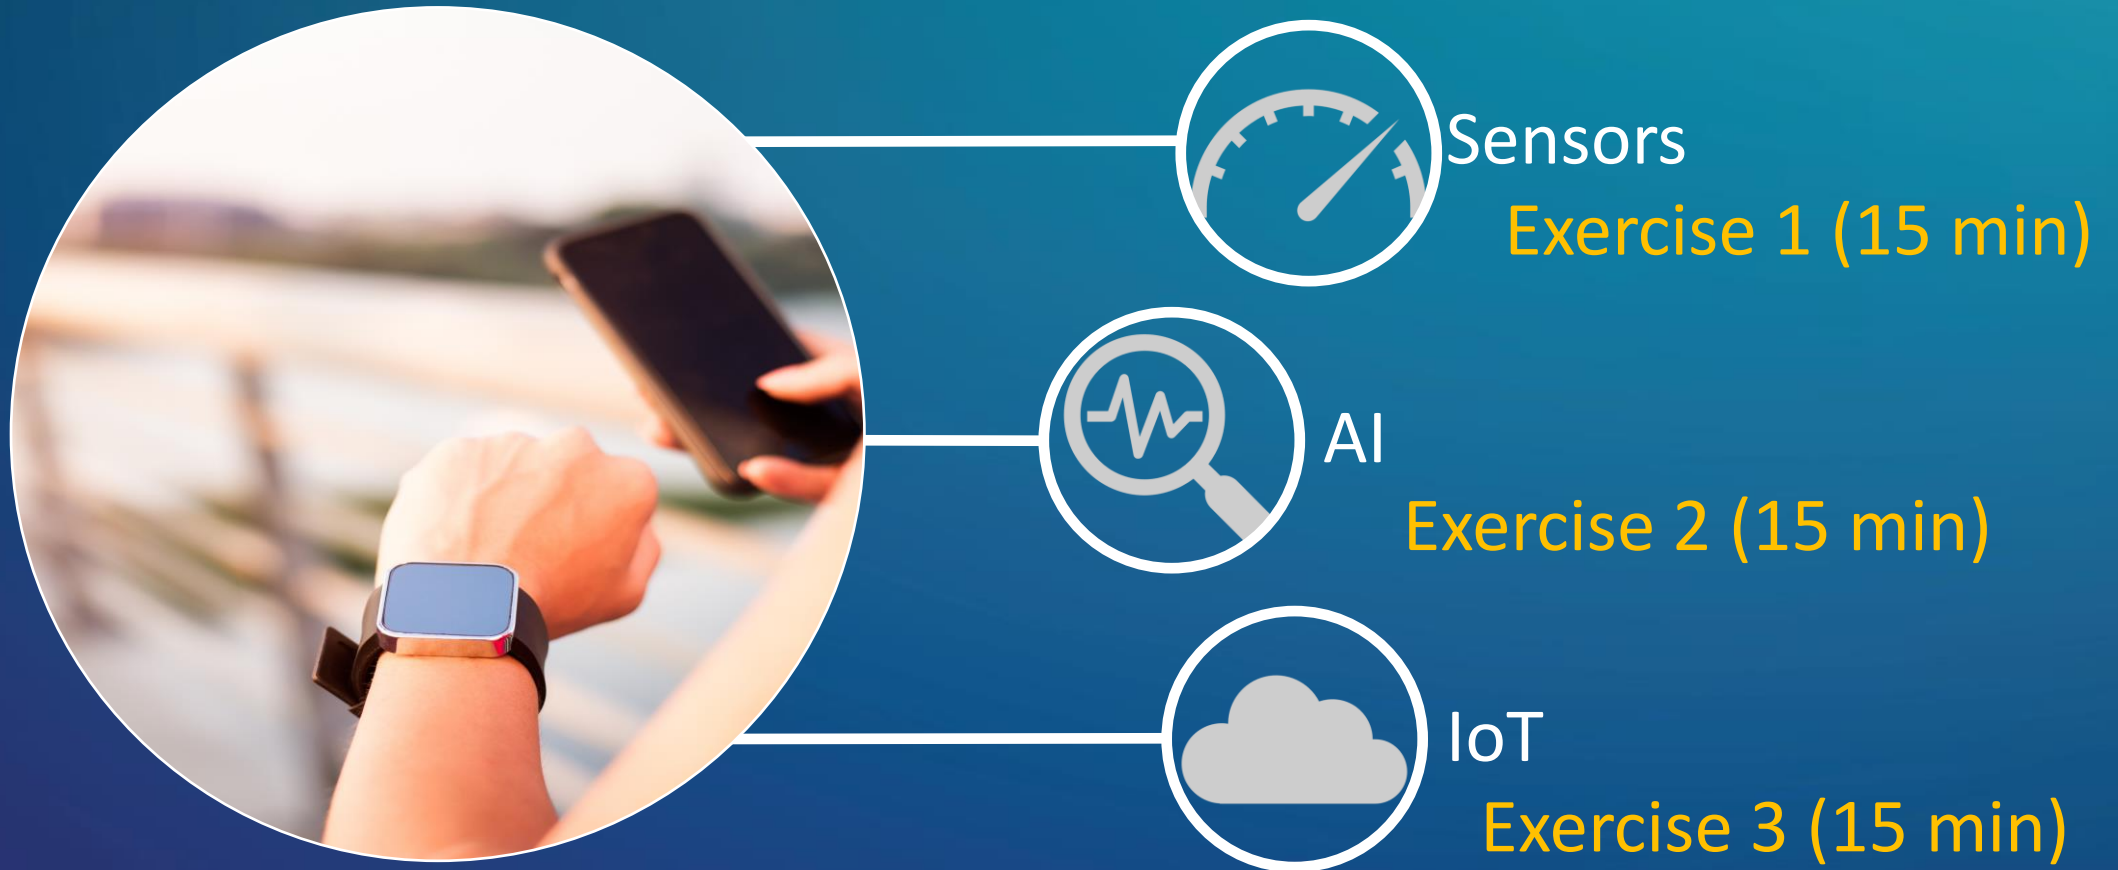 Sensors
Exercise 1 (15 min)
AI
Exercise 2 (15 min)
IoT
Exercise 3 (15 min)